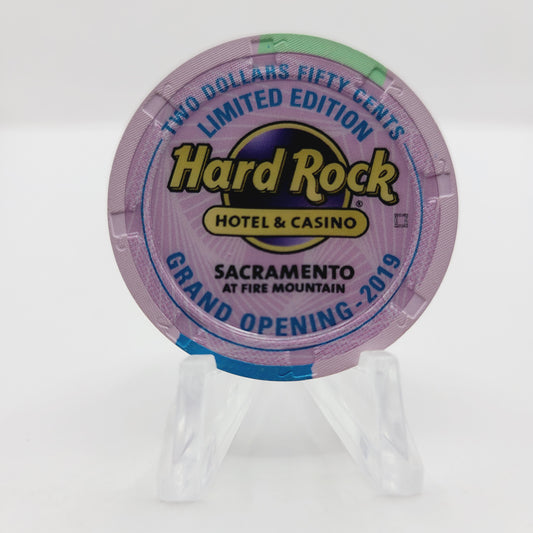 TWO DOLLARS FIFTY CENTS
LIMITED EDITION
Hard Rock
®
HOTEL & CASINO
SACRAMENTO
AT FIRE MOUNTAIN
GRAND OPENING-2019